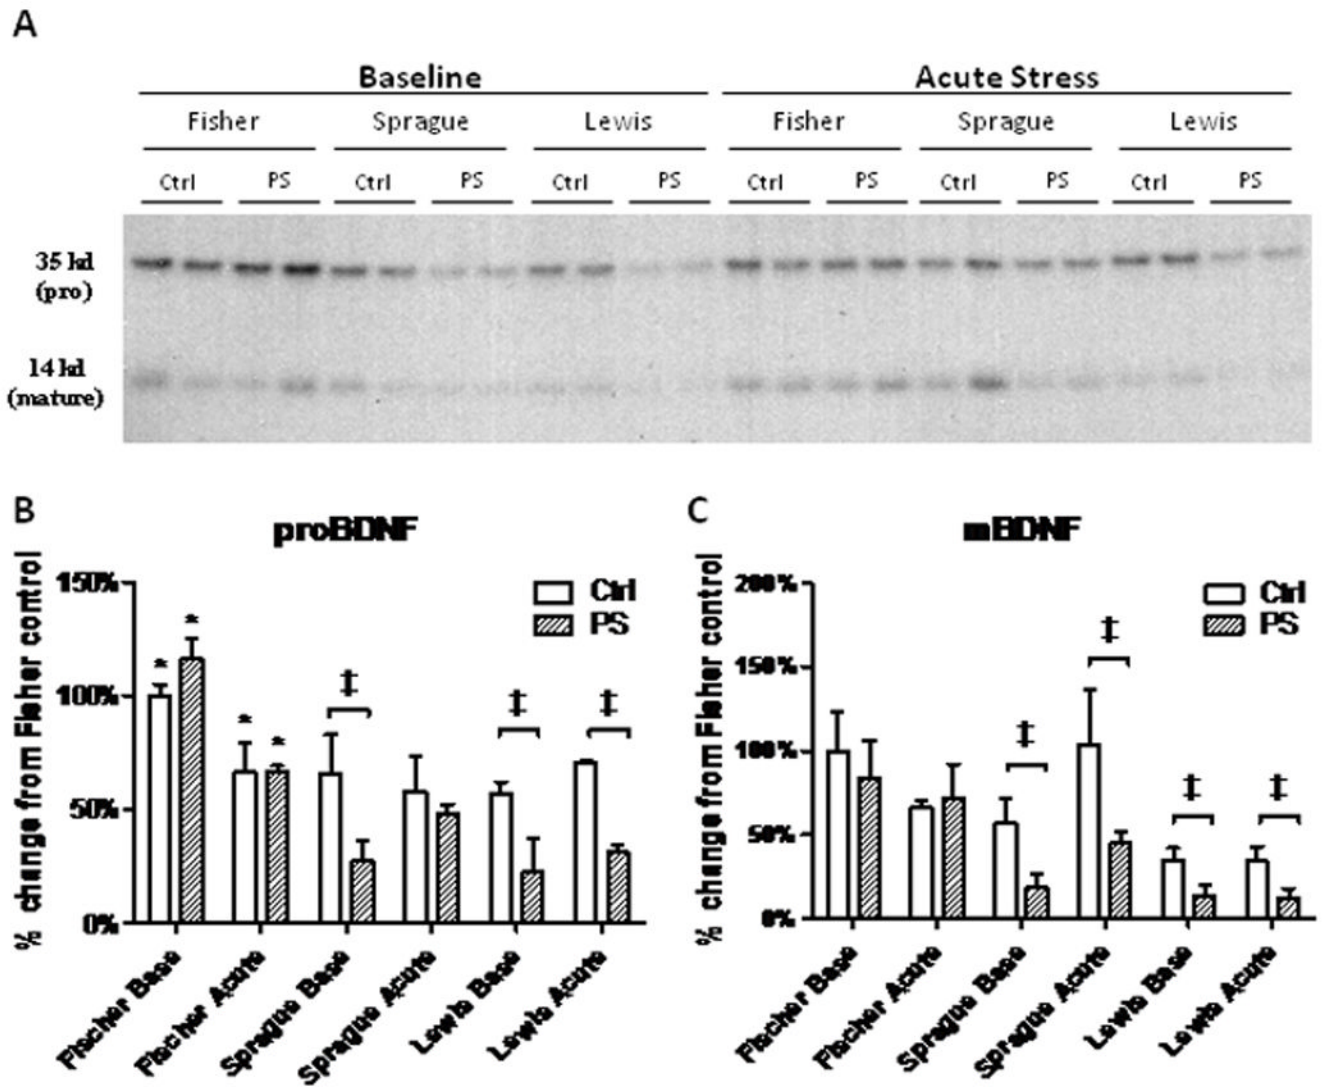 A
Baseline Acute Stress
Fisher Sprague Lewis Fisher Sprague Lewis
Ctrl PS Ctrl PS Ctrl PS Ctrl PS Ctrl PS Ctrl PS
35 kd
(pro)
14 kd
(mature)
B
proBDNF
% change from Fisher control
150%
100%
50%
0%
Ctrl
PS
* * * * ‡ ‡ ‡
Fischer Base
Fischer Acute
Sprague Base
Sprague Acute
Lewis Base
Lewis Acute
C
mBDNF
% change from Fisher control
200%
150%
100%
50%
0%
Ctrl
PS
‡ ‡ ‡ ‡
Fischer Base
Fischer Acute
Sprague Base
Sprague Acute
Lewis Base
Lewis Acute